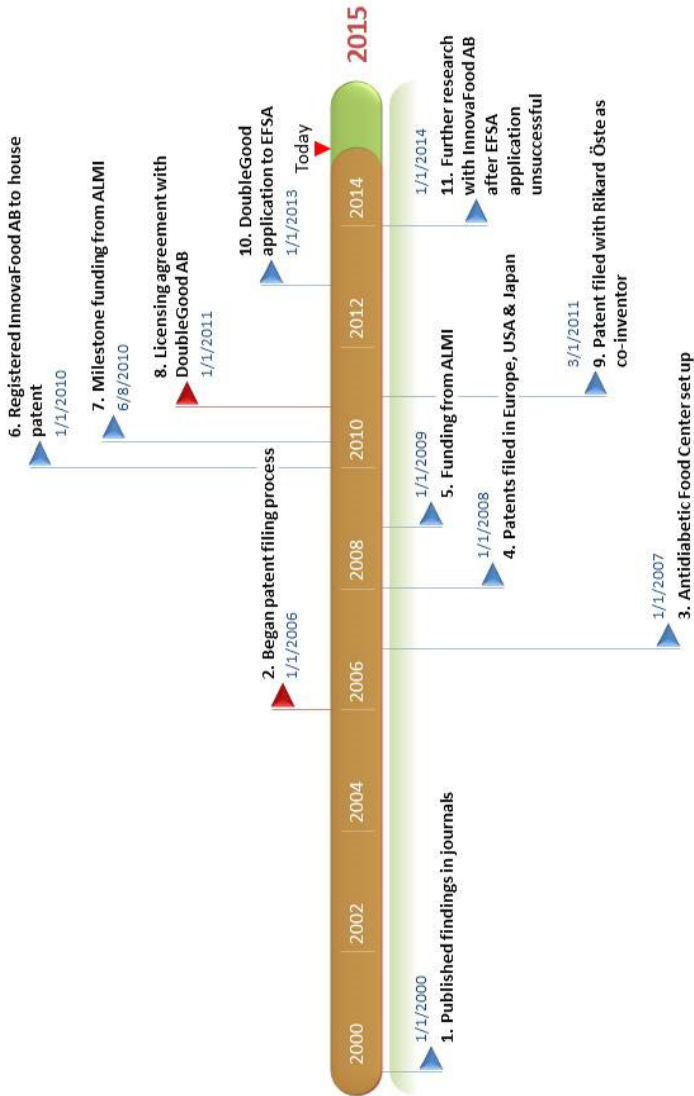 6. Registered InnovaFood AB to house
patent
1/1/2010
7. Milestone funding from ALMI
6/8/2010
8. Licensing agreement with
DoubleGood AB
1/1/2011
10. DoubleGood
application to EFSA
1/1/2013
2. Began patent filing process
1/1/2006
Today
2000
2002
2004
2006
2008
2010
2012
2014
2015
1/1/2000
1. Published findings in journals
1/1/2009
5. Funding from ALMI
1/1/2014
11. Further research
with InnovaFood AB
after EFSA
application
unsuccessful
1/1/2008
4. Patents filed in Europe, USA & Japan
3/1/2011
9. Patent filed with Rikard Öste as
co-inventor
1/1/2007
3. Antidiabetic Food Center set up